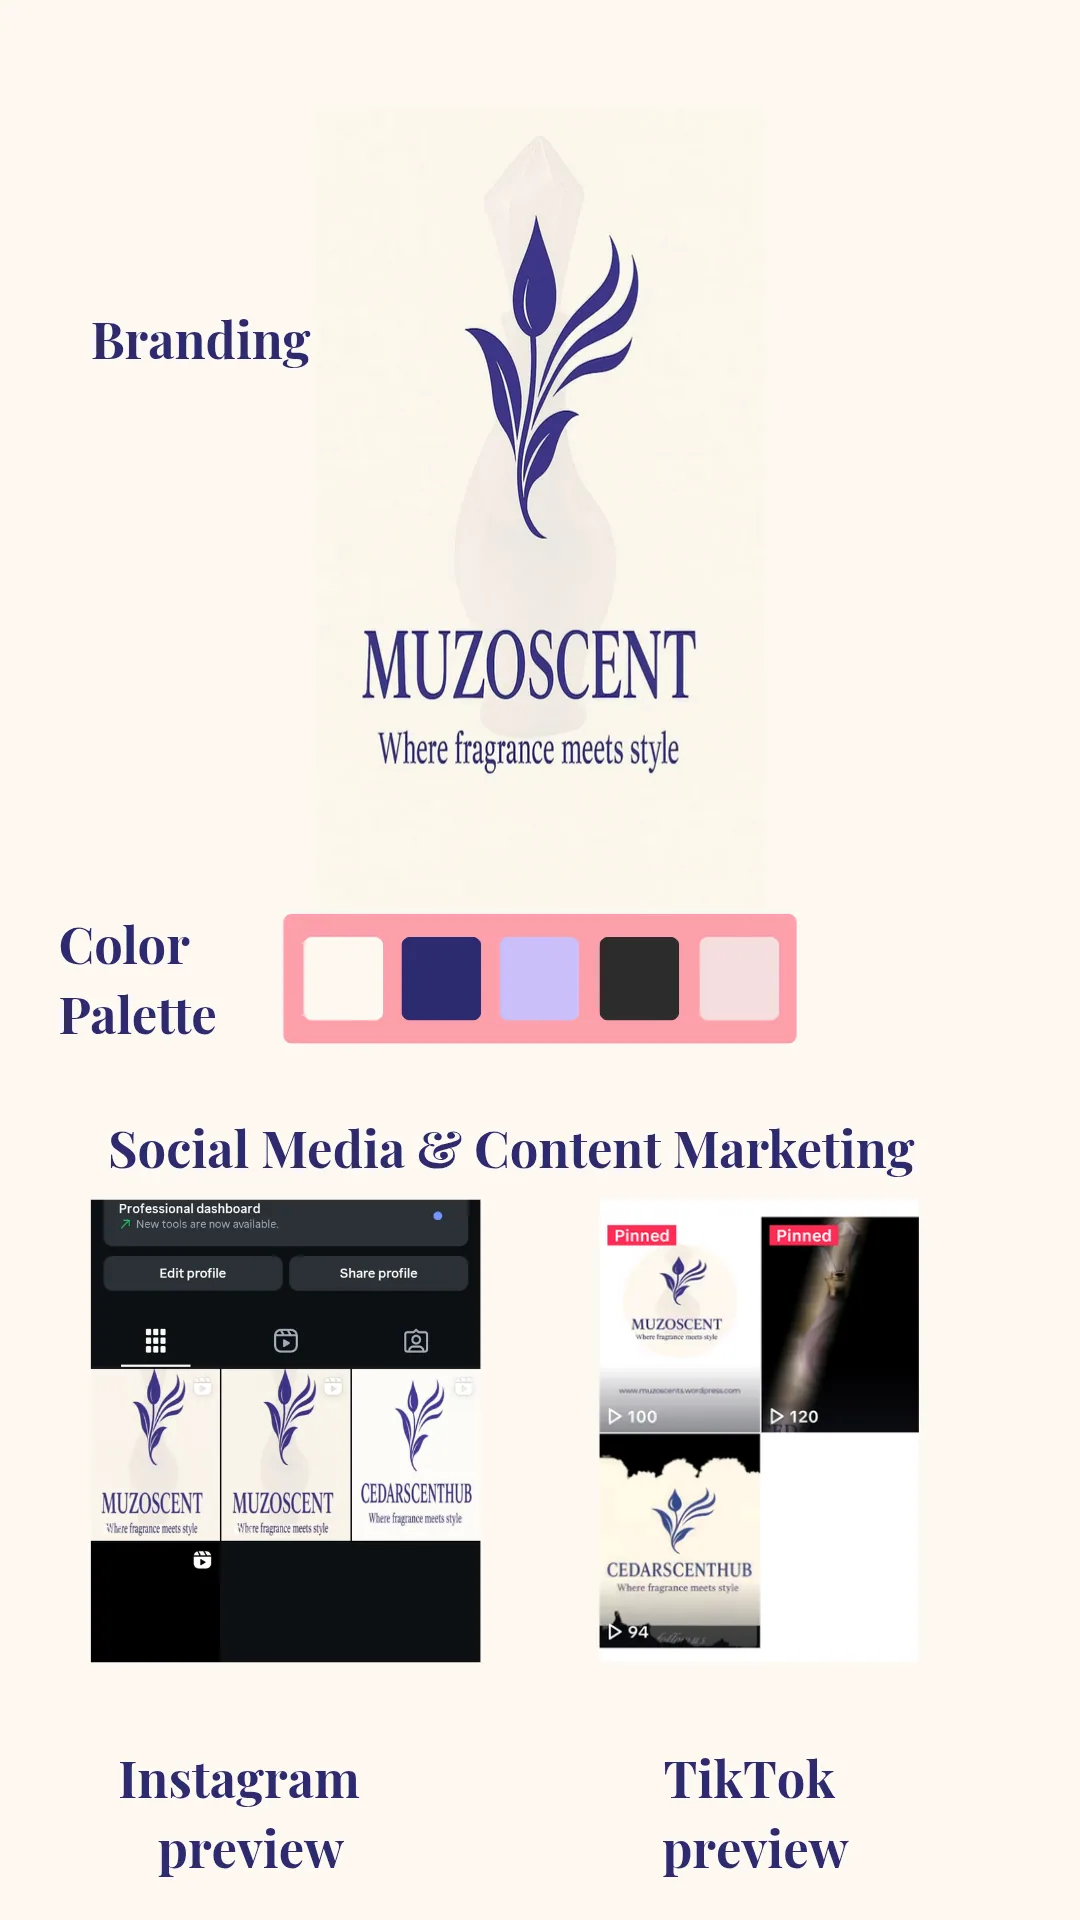 Branding
MUZOSCENT
Where fragrance meets style
Color
Palette
Social Media & Content Marketing
Professional dashboard
New tools are now available.
Edit profile
Share profile
MUZOSCENT
Where fragrance meets style
MUZOSCENT
Where fragrance meets style
CEDARSCENTHUB
Where fragrance meets style
Pinned
MUZOSCENT
Where fragrance meets style
www.muzoscents.wordpress.com
100
Pinned
120
CEDARSCENTHUB
Where fragrance meets style
94
Instagram
preview
TikTok
preview